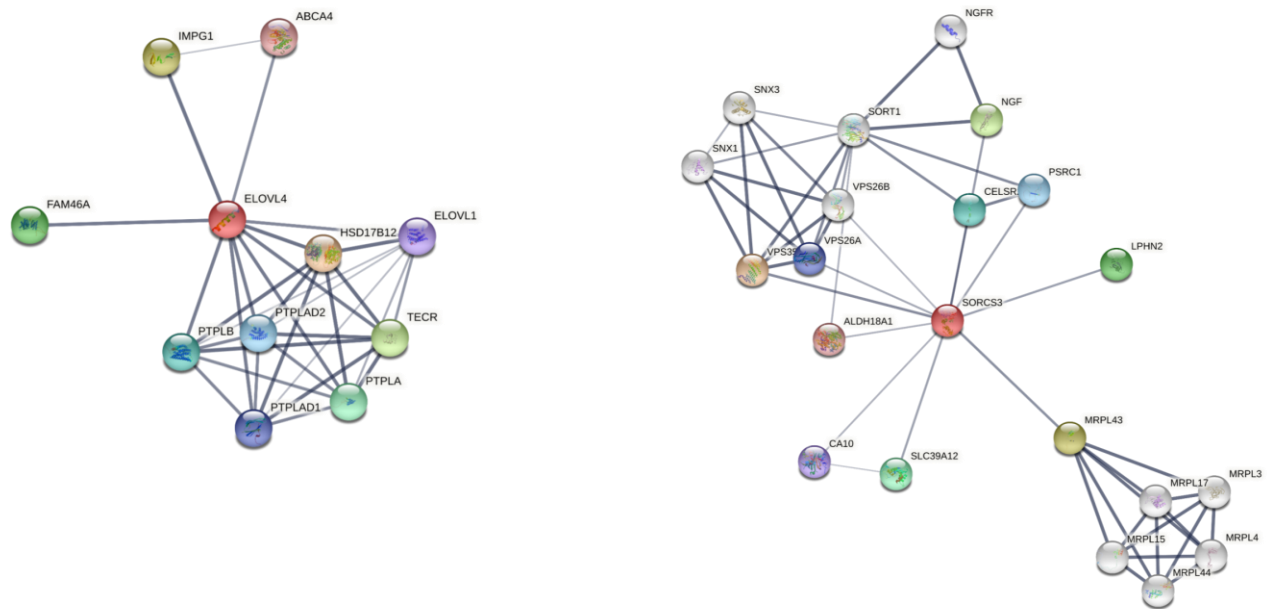 ABCA4
IMPG1
ELOVL4
FAM46A
ELOVL1
HSD17B12
PTPLAD2
TECR
PTPLB
PTPLA
PTPLAD1
NGFR
SNX3
NGF
SORT1
SNX1
PSRC1
VPS26B
CELSR
VPS26A
VPS35
LPHN2
SORCS3
ALDH18A1
MRPL43
CA10
SLC39A12
MRPL3
MRPL17
MRPL4
MRPL15
MRPL44